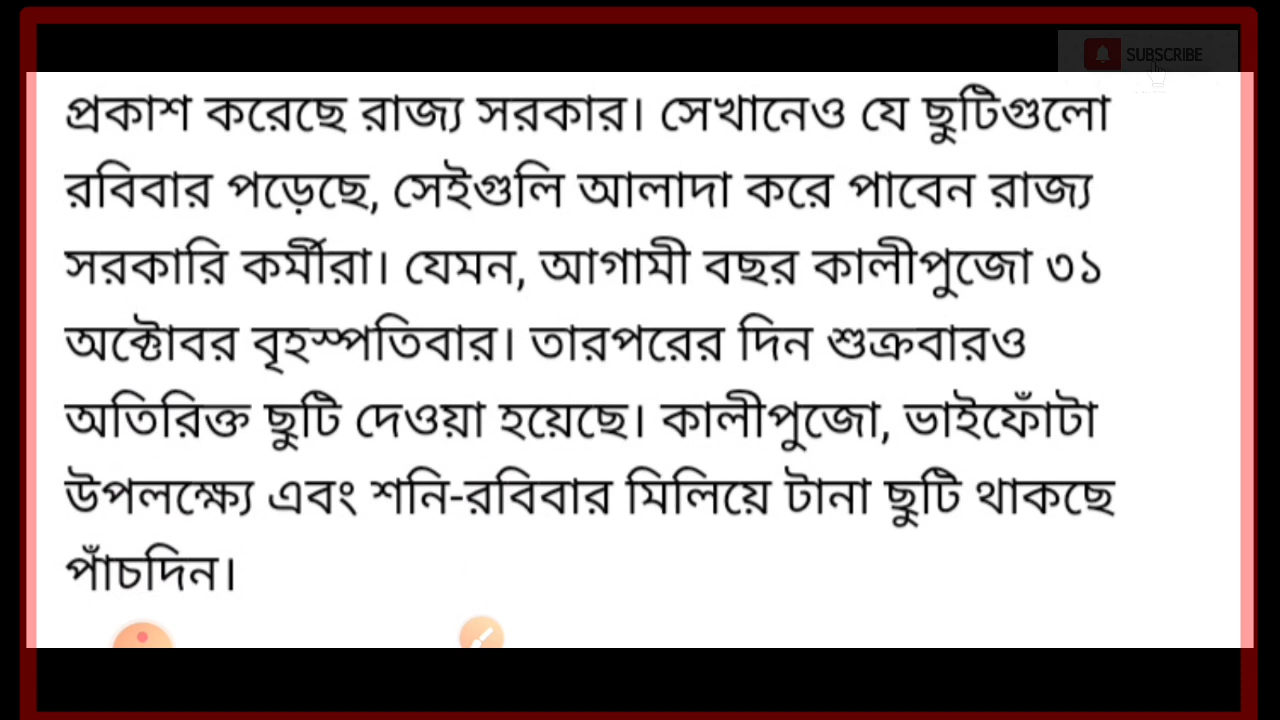 SUBSCRIBE
প্রকাশ করেছে রাজ্য সরকার। সেখানেও যে ছুটিগুলো
রবিবার পড়েছে, সেইগুলি আলাদা করে পাবেন রাজ্য
সরকারি কর্মীরা। যেমন, আগামী বছর কালীপুজো ৩১
অক্টোবর বৃহস্পতিবার। তারপরের দিন শুক্রবারও
অতিরিক্ত ছুটি দেওয়া হয়েছে। কালীপুজো, ভাইফোঁটা
উপলক্ষ্যে এবং শনি-রবিবার মিলিয়ে টানা ছুটি থাকছে
পাঁচদিন।